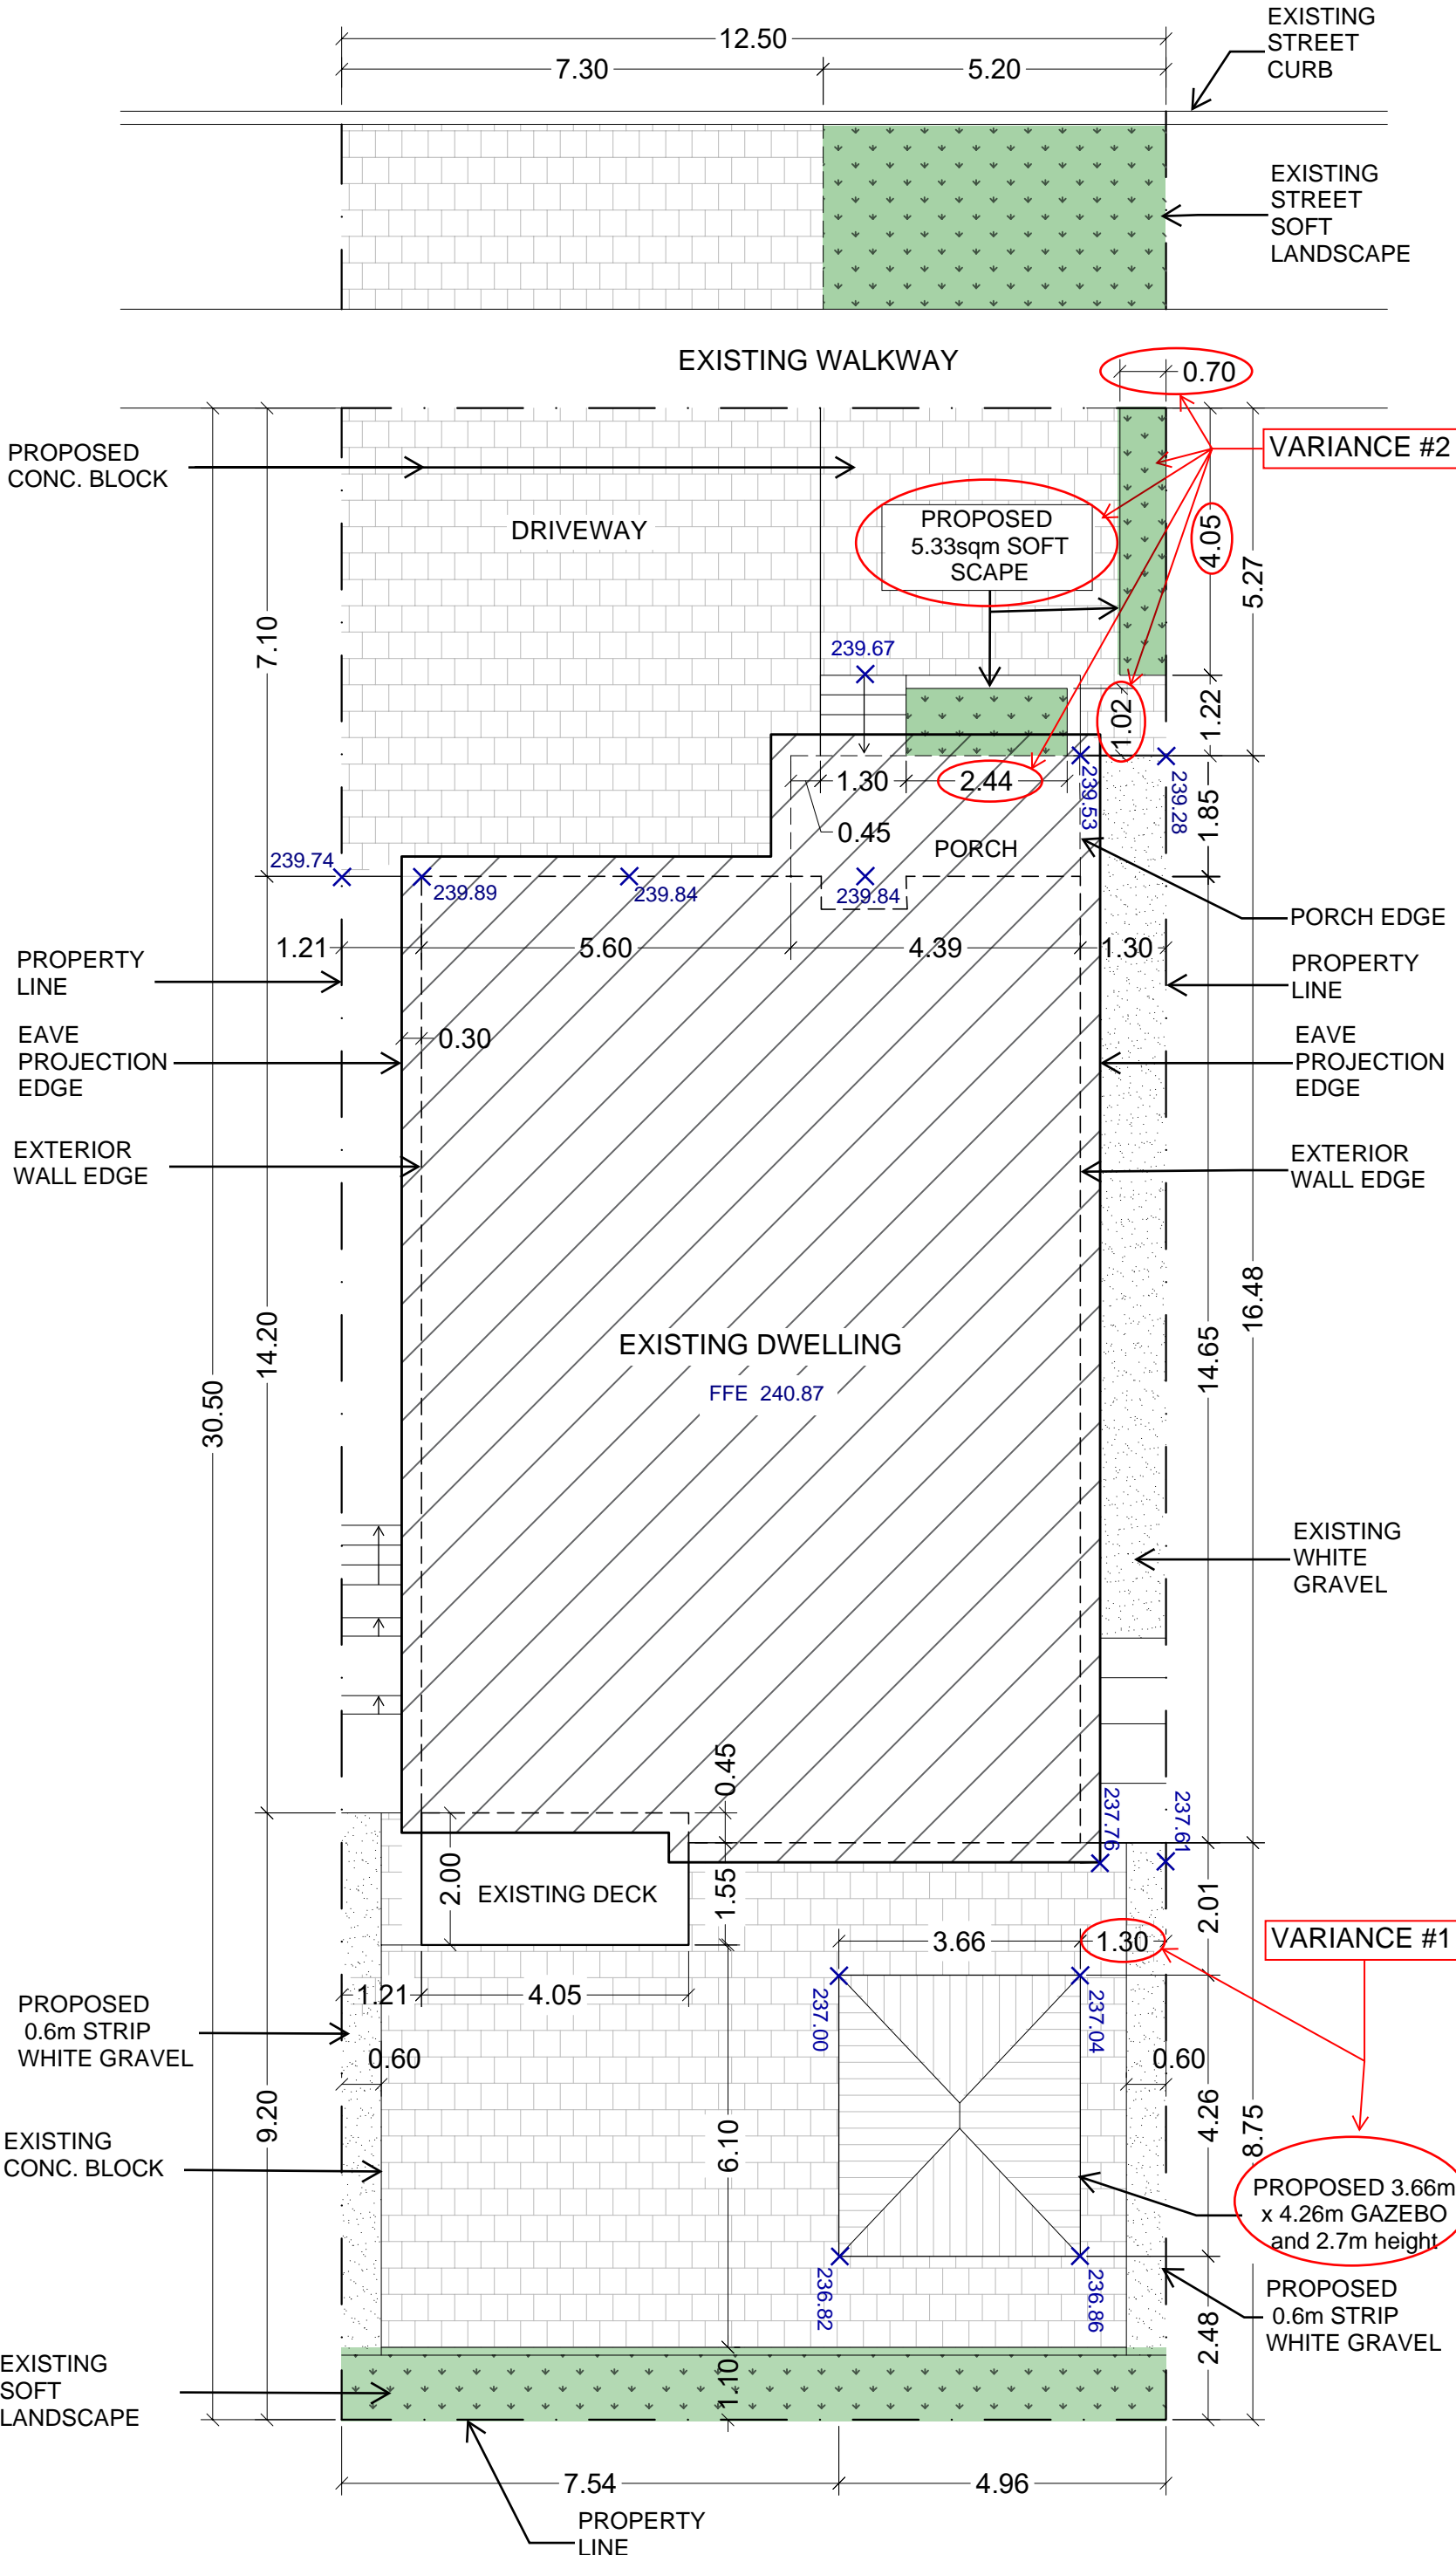 12.50
7.30
5.20
EXISTING
STREET
CURB
EXISTING
STREET
SOFT
LANDSCAPE
EXISTING WALKWAY
0.70
VARIANCE #2
PROPOSED
CONC. BLOCK
DRIVEWAY
PROPOSED
5.33sqm SOFT
SCAPE
4.05
5.27
7.10
239.67
1.02
1.22
1.30
2.44
0.45
239.53
239.28
1.85
PORCH
239.74
239.89
239.84
239.84
PORCH EDGE
1.21
5.60
4.39
1.30
PROPERTY
LINE
PROPERTY
LINE
EAVE
PROJECTION
EDGE
0.30
EAVE
PROJECTION
EDGE
EXTERIOR
WALL EDGE
EXTERIOR
WALL EDGE
30.50
14.20
14.65
16.48
EXISTING DWELLING
FFE 240.87
EXISTING
WHITE
GRAVEL
0.45
237.76
237.61
2.00
EXISTING DECK
1.55
2.01
3.66
1.30
VARIANCE #1
1.21
4.05
237.00
237.04
PROPOSED
0.6m STRIP
WHITE GRAVEL
0.60
0.60
9.20
6.10
4.26
8.75
EXISTING
CONC. BLOCK
PROPOSED 3.66m
x 4.26m GAZEBO
and 2.7m height
236.82
236.86
PROPOSED
0.6m STRIP
WHITE GRAVEL
2.48
EXISTING
SOFT
LANDSCAPE
1.10
7.54
4.96
PROPERTY
LINE